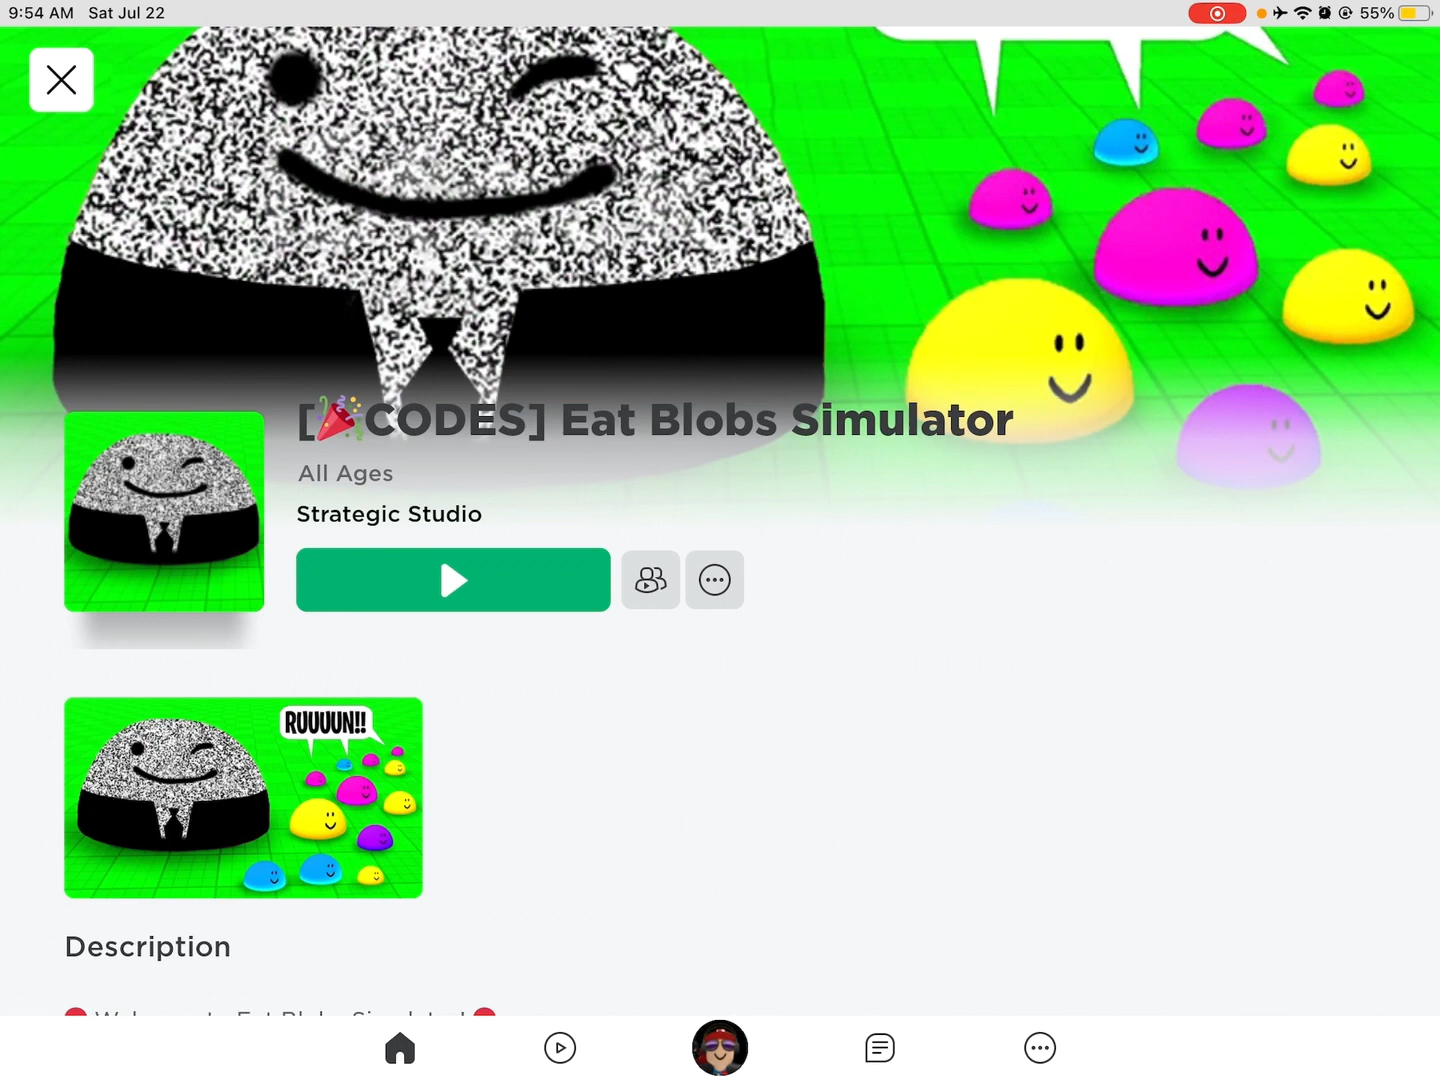 9:54 AM Sat Jul 22
55%
[🎉CODES] Eat Blobs Simulator
All Ages
Strategic Studio
RUUUUN!!
Description